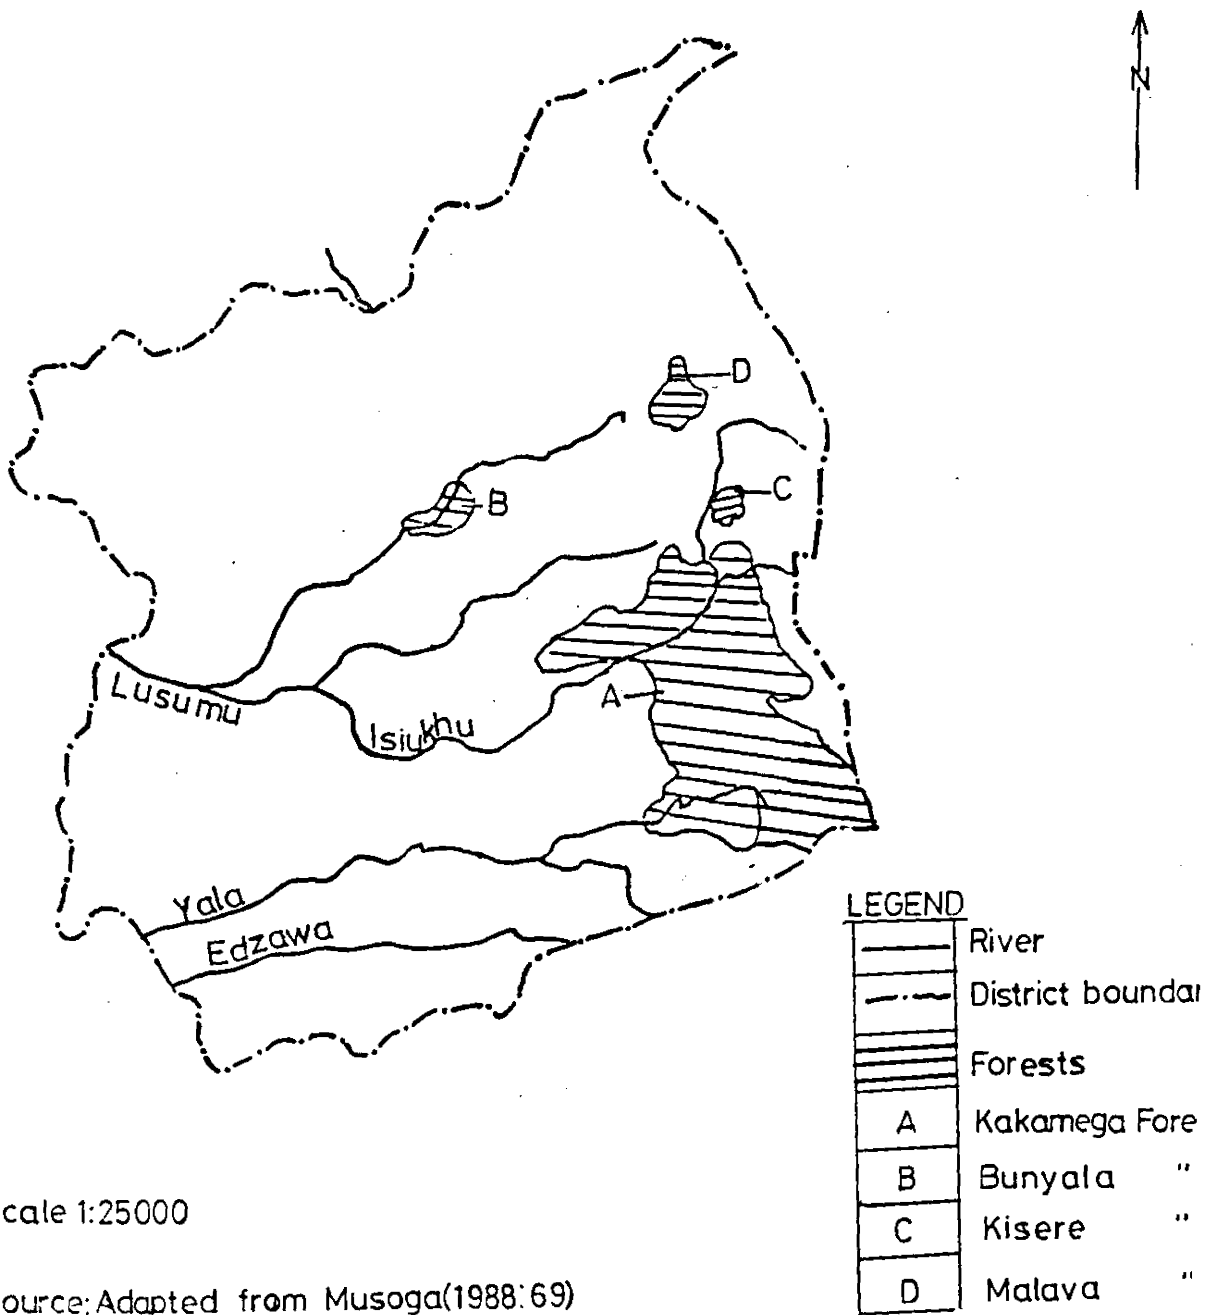 N
D
C
B
A
Lusumu
Isiukhu
Yala
Edzawa
LEGEND
River
District boundar
Forests
A Kakamega Fore
B Bunyala "
C Kisere "
D Malava "
cale 1:25000
ource: Adapted from Musoga(1988:69)